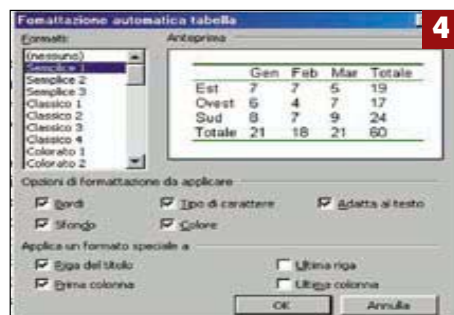 Fomattazione automatica tabella
4
Formati:
Anteprima
(nessuno)
Semplice 1
Semplice 2
Semplice 3
Classico 1
Classico 2
Classico 3
Classico 4
Colorato 1
Colorato 2
Gen Feb Mar Totale
Est 7 7 5 19
Ovest 6 4 7 17
Sud 8 7 9 24
Totale 21 18 21 60
Opzioni di formattazione da applicare
Bordi Tipo di carattere Adatta al testo
Sfondo Colore
Applica un formato speciale a
Riga del titolo Ultima riga
Prima colonna Ultima colonna
OK Annulla